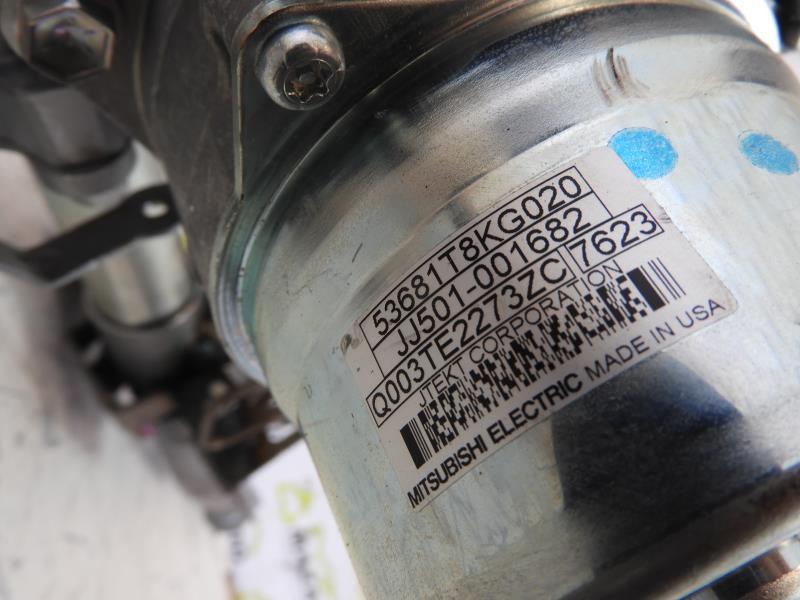 53681T8KG020
JJ501-001682
Q003TE2273ZC 7623
JTEKT CORPORATION
MITSUBISHI ELECTRIC MADE IN USA